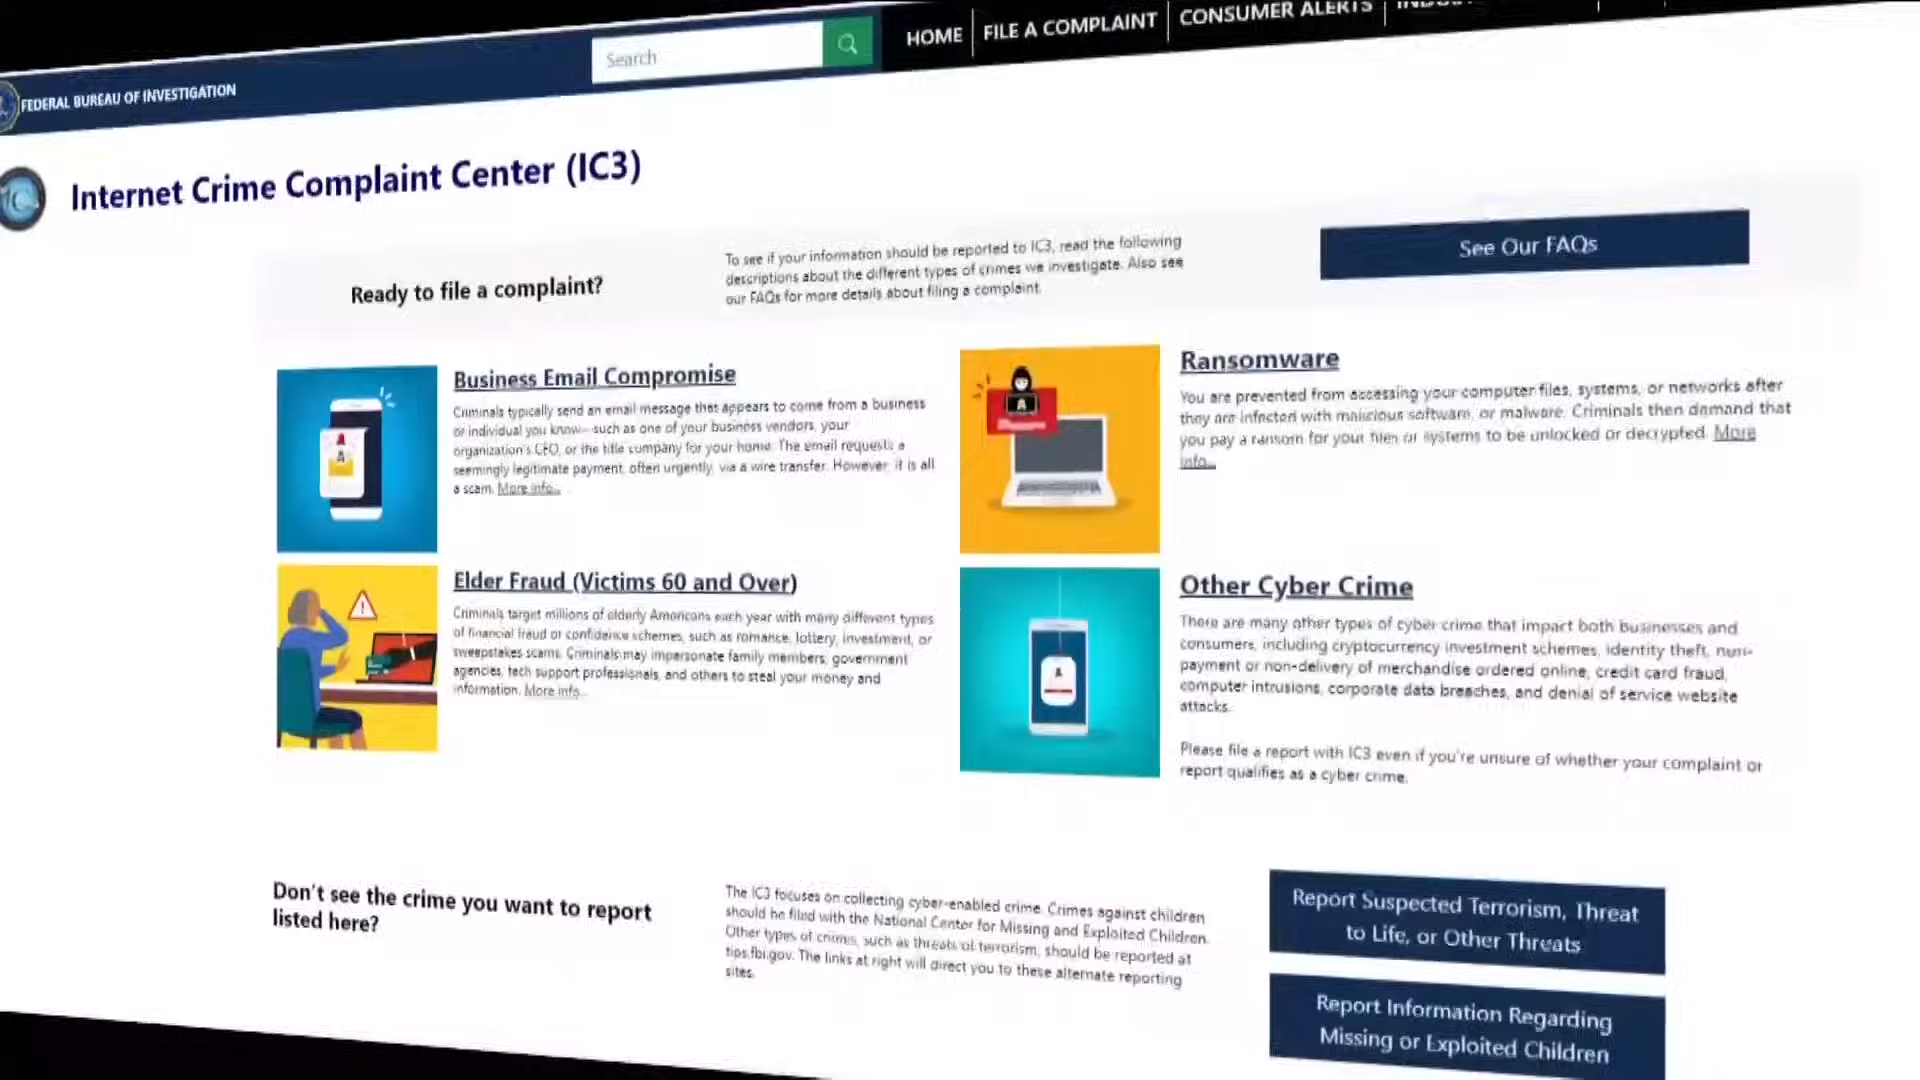 HOME
FILE A COMPLAINT
CONSUMER ALERTS
Search
FEDERAL BUREAU OF INVESTIGATION
Internet Crime Complaint Center (IC3)
Ready to file a complaint?
To see if your information should be reported to IC3, read the following
descriptions about the different types of crimes we investigate. Also see
our FAQs for more details about filing a complaint.
See Our FAQs
Business Email Compromise
Criminals typically send an email message that appears to come from a business
or individual you know—such as one of your business vendors, your
organization's CFO, or the title company for your home. The email requests a
seemingly legitimate payment, often urgently, via a wire transfer. However, it is all
a scam. More info...
Ransomware
You are prevented from accessing your computer files, systems, or networks after
they are infected with malicious software, or malware. Criminals then demand that
you pay a ransom for your files or systems to be unlocked or decrypted. More
info...
Elder Fraud (Victims 60 and Over)
Criminals target millions of elderly Americans each year with many different types
of financial fraud or confidence schemes, such as romance, lottery, investment, or
sweepstakes scams. Criminals may impersonate family members, government
agencies, tech support professionals, and others to steal your money and
information. More info...
Other Cyber Crime
There are many other types of cyber crime that impact both businesses and
consumers, including cryptocurrency investment schemes, identity theft, non-
payment or non-delivery of merchandise ordered online, credit card fraud,
computer intrusions, corporate data breaches, and denial of service website
attacks.
Please file a report with IC3 even if you're unsure of whether your complaint or
report qualifies as a cyber crime.
Don't see the crime you want to report
listed here?
The IC3 focuses on collecting cyber-enabled crime. Crimes against children
should be filed with the National Center for Missing and Exploited Children.
Other types of crimes, such as threats of terrorism, should be reported at
tips.fbi.gov. The links at right will direct you to these alternate reporting
sites.
Report Suspected Terrorism, Threat
to Life, or Other Threats
Report Information Regarding
Missing or Exploited Children